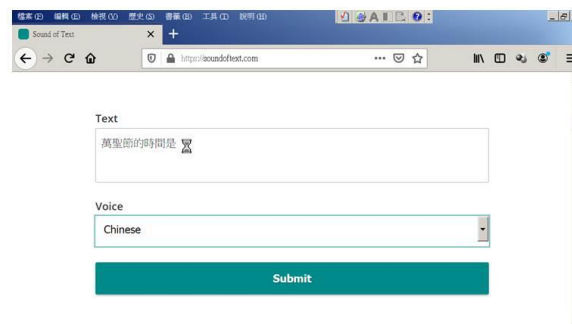 檔案(F) 編輯(E) 檢視(V) 歷史(S) 書籤(B) 工具(T) 說明(H)
Sound of Text
https://soundoftext.com
Text
萬聖節的時間是
Voice
Chinese
Submit